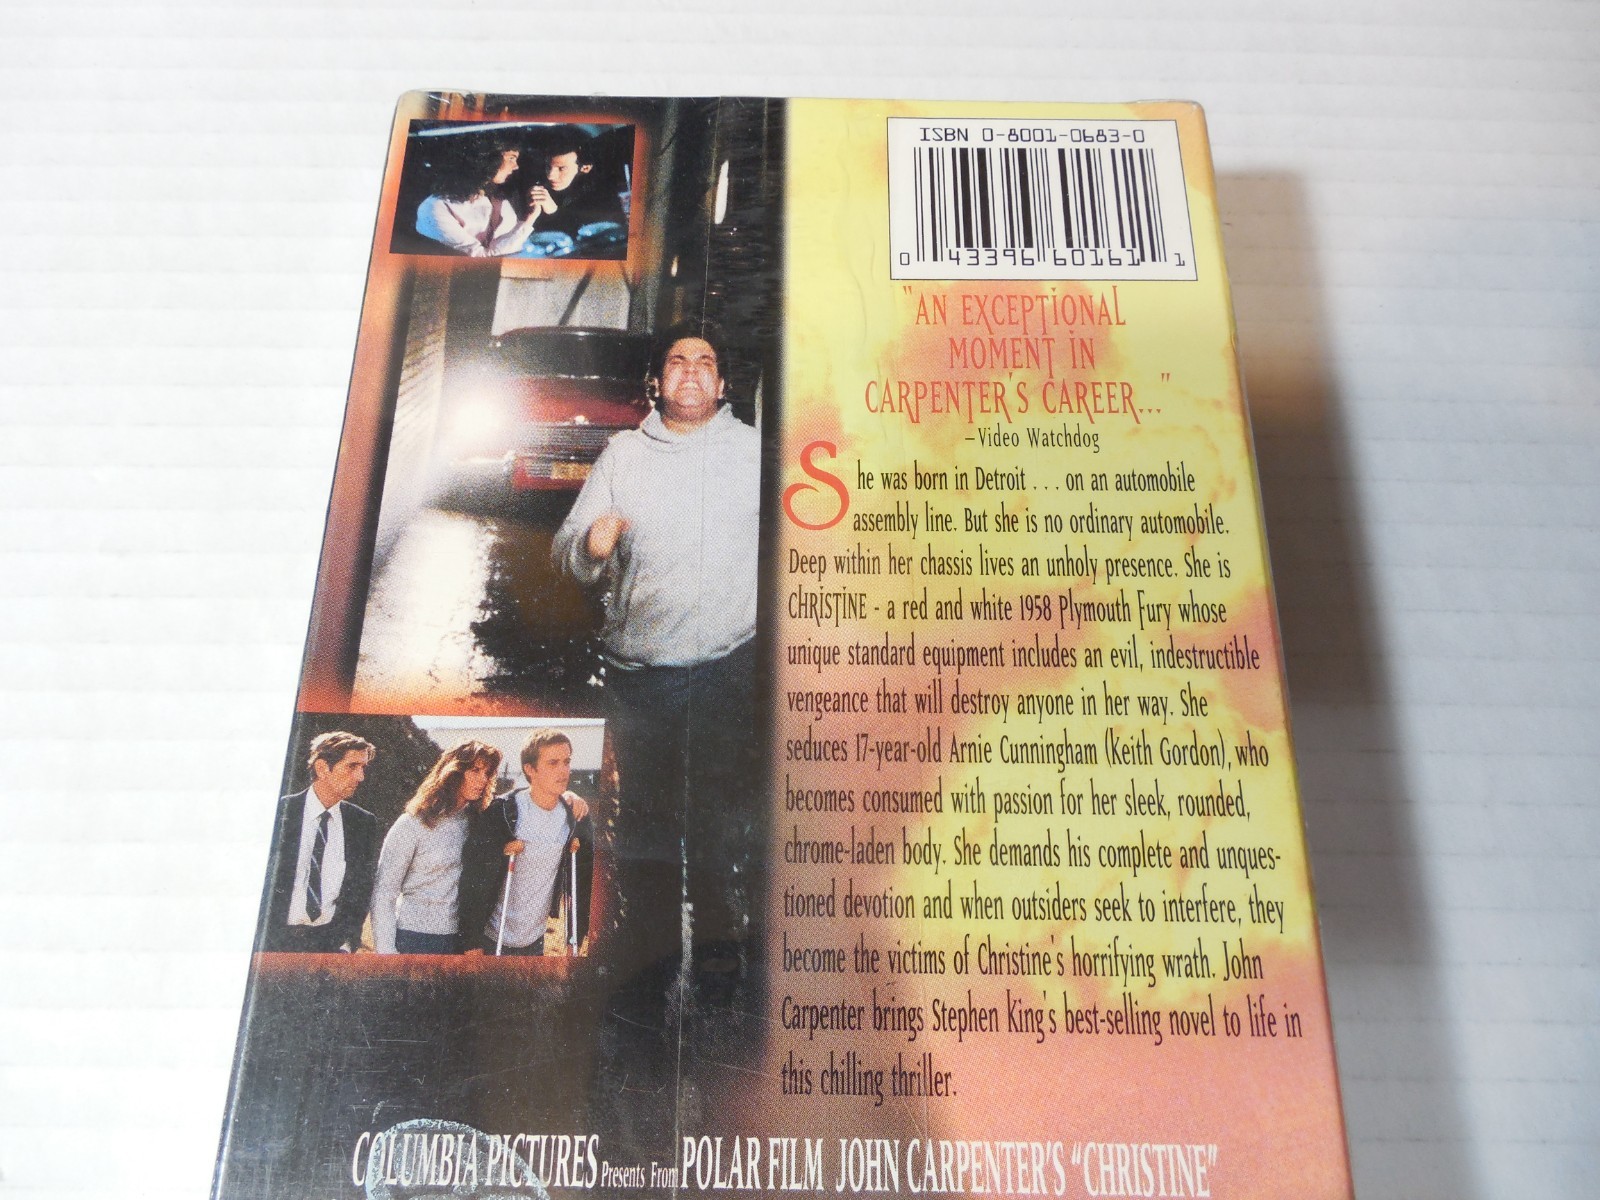 ISBN 0-8001-0683-0
0 43396 60161 1
"AN EXCEPTIONAL
MOMENT IN
CARPENTER'S CAREER..."
–Video Watchdog
She was born in Detroit . . . on an automobile
assembly line. But she is no ordinary automobile.
Deep within her chassis lives an unholy presence. She is
CHRISTINE - a red and white 1958 Plymouth Fury whose
unique standard equipment includes an evil, indestructible
vengeance that will destroy anyone in her way. She
seduces 17-year-old Arnie Cunningham (Keith Gordon), who
becomes consumed with passion for her sleek, rounded,
chrome-laden body. She demands his complete and unques-
tioned devotion and when outsiders seek to interfere, they
become the victims of Christine's horrifying wrath. John
Carpenter brings Stephen King's best-selling novel to life in
this chilling thriller.
COLUMBIA PICTURES Presents From POLAR FILM JOHN CARPENTER'S "CHRISTINE"